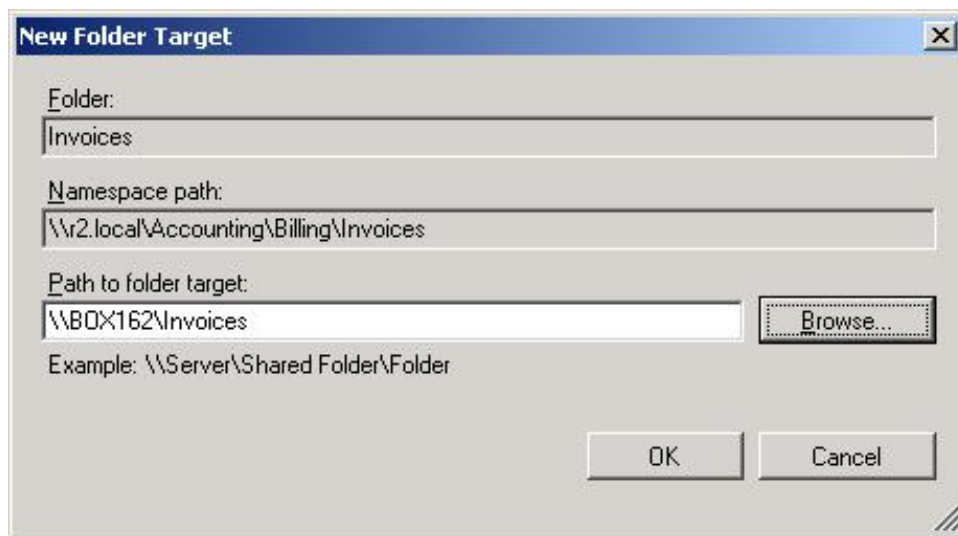 New Folder Target
Folder:
Invoices
Namespace path:
\\r2.local\Accounting\Billing\Invoices
Path to folder target:
\\BOX162\Invoices
Browse...
Example: \\Server\Shared Folder\Folder
OK
Cancel